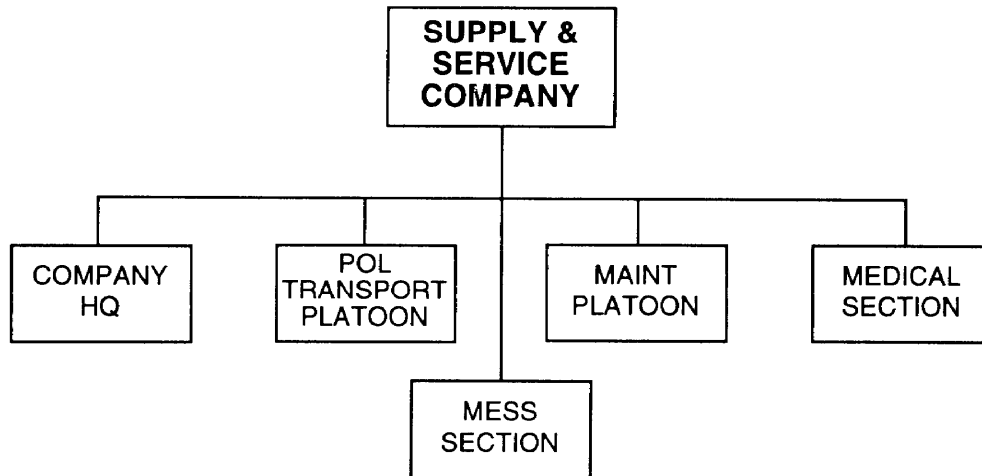 SUPPLY &
SERVICE
COMPANY
COMPANY
HQ
POL
TRANSPORT
PLATOON
MAINT
PLATOON
MEDICAL
SECTION
MESS
SECTION